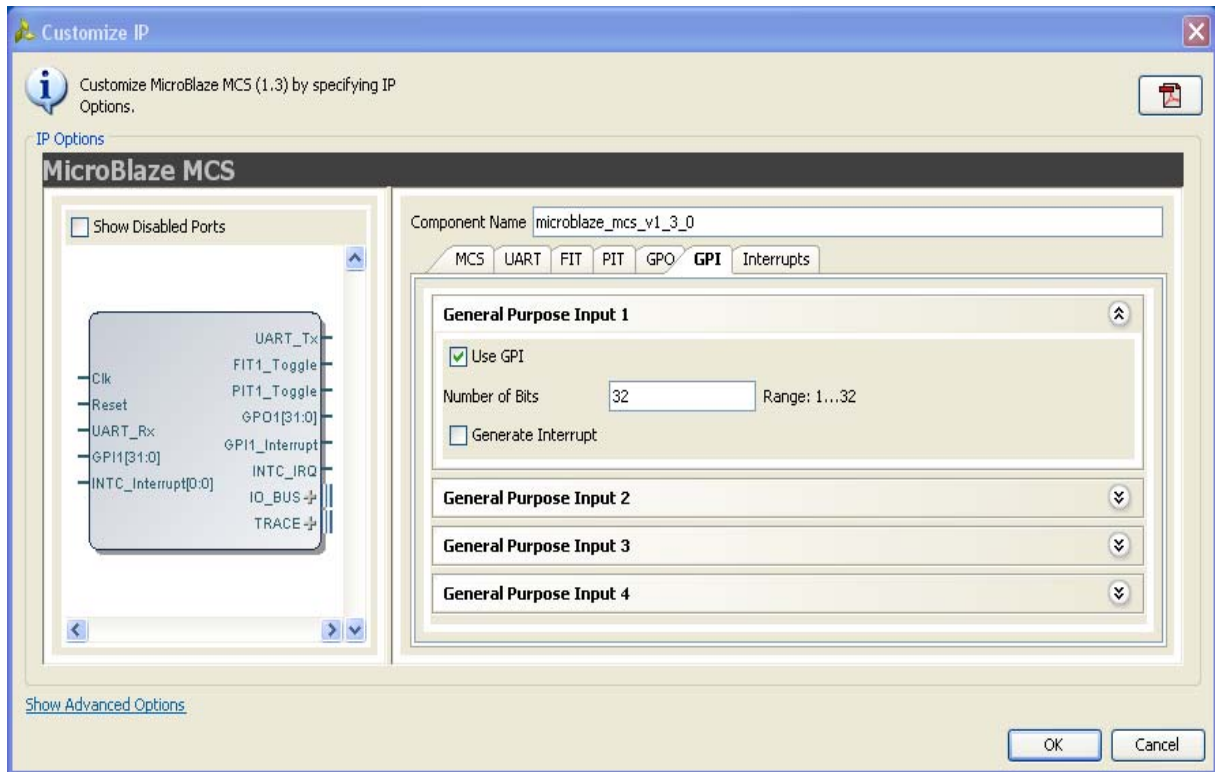 Customize IP
Customize MicroBlaze MCS (1.3) by specifying IP
Options.
IP Options
MicroBlaze MCS
Show Disabled Ports
Clk
Reset
UART_Rx
GPI1[31:0]
INTC_Interrupt[0:0]
UART_Tx
FIT1_Toggle
PIT1_Toggle
GPO1[31:0]
GPI1_Interrupt
INTC_IRQ
IO_BUS
TRACE
Component Name microblaze_mcs_v1_3_0
MCS UART FIT PIT GPO GPI Interrupts
General Purpose Input 1
Use GPI
Number of Bits 32 Range: 1...32
Generate Interrupt
General Purpose Input 2
General Purpose Input 3
General Purpose Input 4
Show Advanced Options
OK Cancel